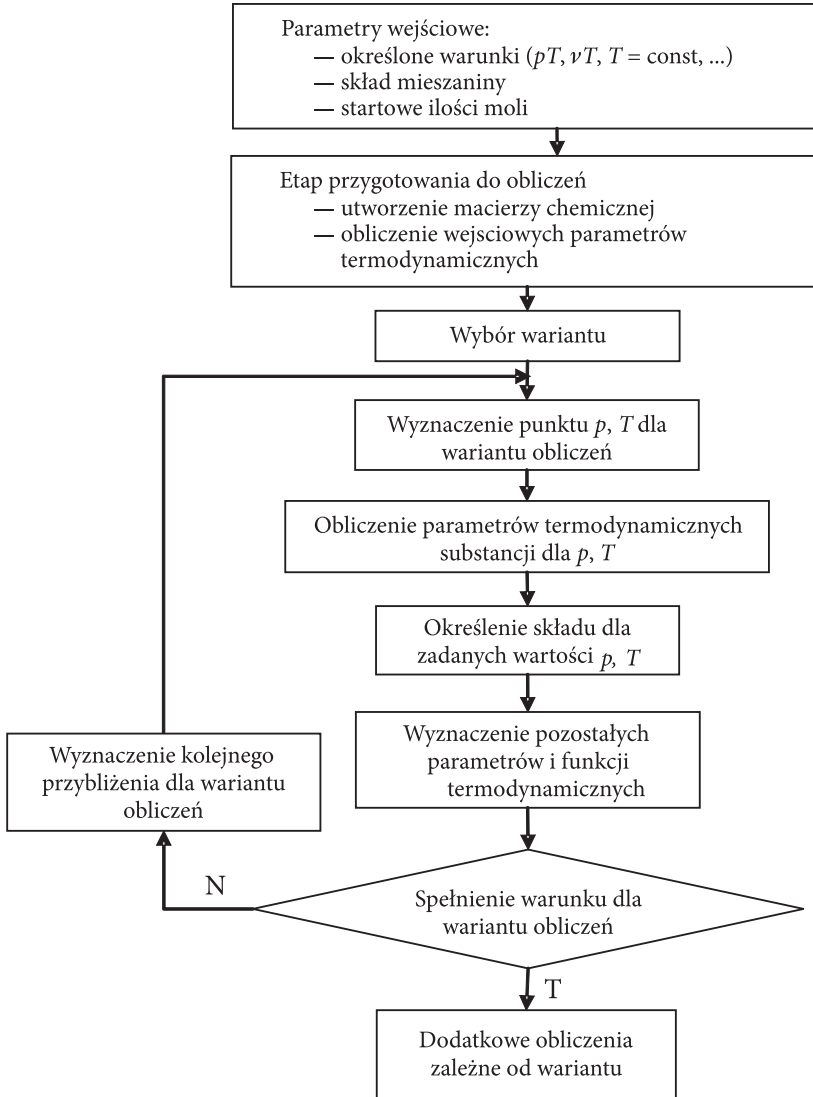 Parametry wejściowe:
— określone warunki (pT, νT, T = const, ...)
— skład mieszaniny
— startowe ilości moli
Etap przygotowania do obliczeń
— utworzenie macierzy chemicznej
— obliczenie wejsciowych parametrów
termodynamicznych
Wybór wariantu
Wyznaczenie punktu p, T dla
wariantu obliczeń
Obliczenie parametrów termodynamicznych
substancji dla p, T
Określenie składu dla
zadanych wartości p, T
Wyznaczenie pozostałych
parametrów i funkcji
termodynamicznych
Wyznaczenie kolejnego
przybliżenia dla wariantu
obliczeń
N
Spełnienie warunku dla
wariantu obliczeń
T
Dodatkowe obliczenia
zależne od wariantu